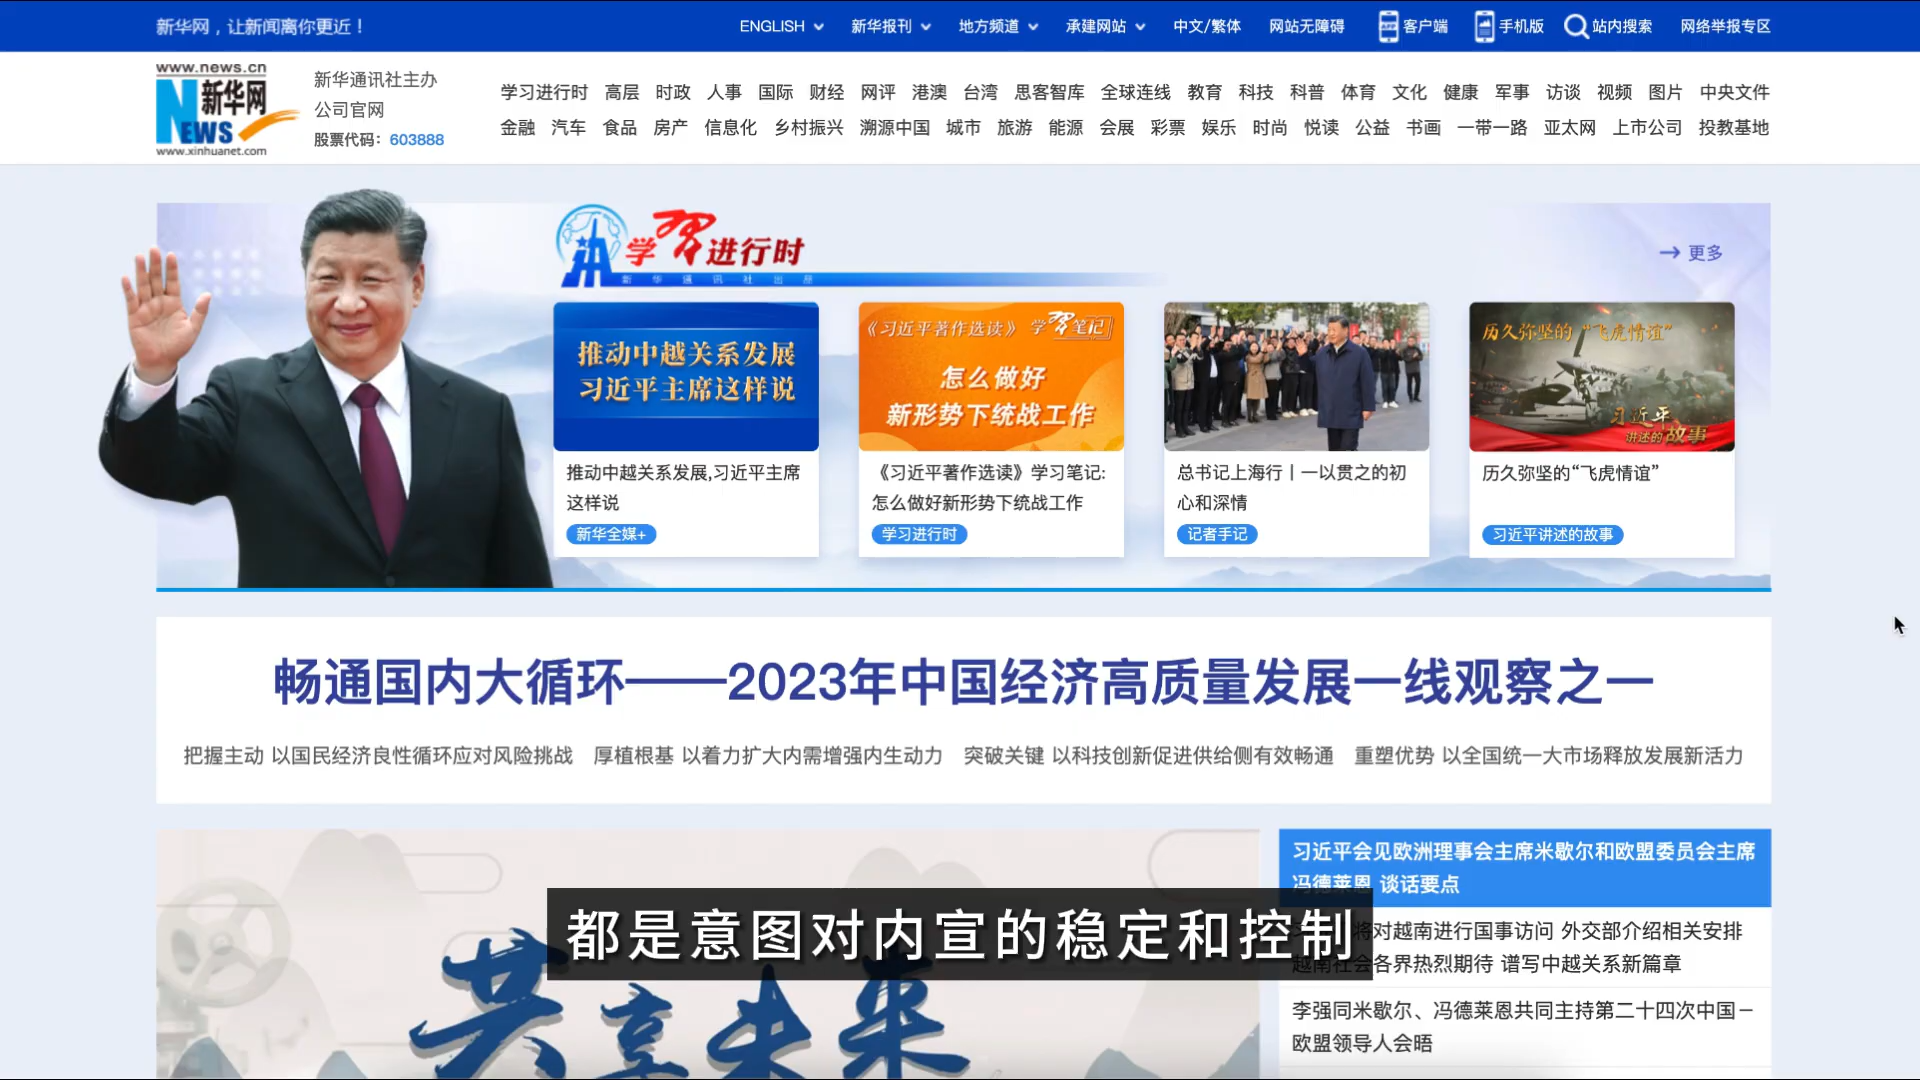 新华网，让新闻离你更近！
ENGLISH 新华报刊 地方频道 承建网站 中文/繁体 网站无障碍 客户端 手机版 站内搜索 网络举报专区
www.news.cn
新华网
NEWS
www.xinhuanet.com
新华通讯社主办
公司官网
股票代码：603888
学习进行时 高层 时政 人事 国际 财经 网评 港澳 台湾 思客智库 全球连线 教育 科技 科普 体育 文化 健康 军事 访谈 视频 图片 中央文件
金融 汽车 食品 房产 信息化 乡村振兴 溯源中国 城市 旅游 能源 会展 彩票 娱乐 时尚 悦读 公益 书画 一带一路 亚太网 上市公司 投教基地
学习进行时
新华通讯社出品
→ 更多
推动中越关系发展
习近平主席这样说
推动中越关系发展,习近平主席
这样说
新华全媒+
《习近平著作选读》 学习笔记
怎么做好
新形势下统战工作
《习近平著作选读》学习笔记:
怎么做好新形势下统战工作
学习进行时
总书记上海行丨一以贯之的初
心和深情
记者手记
历久弥坚的“飞虎情谊”
习近平
讲述的故事
历久弥坚的“飞虎情谊”
习近平讲述的故事
畅通国内大循环——2023年中国经济高质量发展一线观察之一
把握主动 以国民经济良性循环应对风险挑战 厚植根基 以着力扩大内需增强内生动力 突破关键 以科技创新促进供给侧有效畅通 重塑优势 以全国统一大市场释放发展新活力
共享未来
习近平会见欧洲理事会主席米歇尔和欧盟委员会主席
冯德莱恩 谈话要点
将对越南进行国事访问 外交部介绍相关安排
越南社会各界热烈期待 谱写中越关系新篇章
李强同米歇尔、冯德莱恩共同主持第二十四次中国－
欧盟领导人会晤
都是意图对内宣的稳定和控制